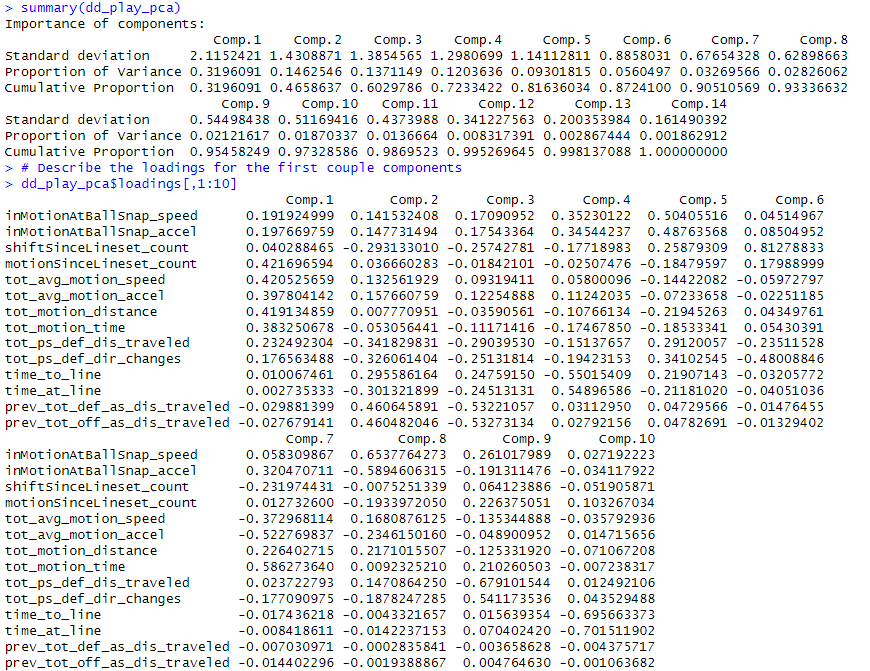 > summary(dd_play_pca)
Importance of components:
                          Comp.1    Comp.2    Comp.3    Comp.4     Comp.5    Comp.6     Comp.7     Comp.8
Standard deviation     2.1152421 1.4308871 1.3854565 1.2980699 1.14112811 0.8858031 0.67654328 0.62898663
Proportion of Variance 0.3196091 0.1462546 0.1371149 0.1203636 0.09301815 0.0560497 0.03269566 0.02826062
Cumulative Proportion  0.3196091 0.4658637 0.6029786 0.7233422 0.81636034 0.8724100 0.90510569 0.93336632
                           Comp.9    Comp.10   Comp.11     Comp.12     Comp.13     Comp.14
Standard deviation     0.54498438 0.51169416 0.4373988 0.341227563 0.200353984 0.161490392
Proportion of Variance 0.02121617 0.01870337 0.0136664 0.008317391 0.002867444 0.001862912
Cumulative Proportion  0.95458249 0.97328586 0.9869523 0.995269645 0.998137088 1.000000000
> # Describe the loadings for the first couple components
> dd_play_pca$loadings[,1:10]
                                  Comp.1       Comp.2      Comp.3      Comp.4      Comp.5      Comp.6
inMotionAtBallSnap_speed     0.191924999  0.141532408  0.17090952  0.35230122  0.50405516  0.04514967
inMotionAtBallSnap_accel     0.197669759  0.147731494  0.17543364  0.34544237  0.48763568  0.08504952
shiftSinceLineset_count      0.040288465 -0.293133010 -0.25742781 -0.17718983  0.25879309  0.81278833
motionSinceLineset_count     0.421696594  0.036660283 -0.01842101 -0.02507476 -0.18479597  0.17988999
tot_avg_motion_speed         0.420525659  0.132561929  0.09319411  0.05800096 -0.14422082 -0.05972797
tot_avg_motion_accel         0.397804142  0.157660759  0.12254888  0.11242035 -0.07233658 -0.02251185
tot_motion_distance          0.419134859  0.007770951 -0.03590561 -0.10766134 -0.21945263  0.04349761
tot_motion_time              0.383250678 -0.053056441 -0.11171416 -0.17467850 -0.18533341  0.05430391
tot_ps_def_dis_traveled      0.232492304 -0.341829831 -0.29039530 -0.15137657  0.29120057 -0.23511528
tot_ps_def_dir_changes       0.176563488 -0.326061404 -0.25131814 -0.19423153  0.34102545 -0.48008846
time_to_line                 0.010067461  0.295586164  0.24759150 -0.55015409  0.21907143 -0.03205772
time_at_line                 0.002735333 -0.301321899 -0.24513131  0.54896586 -0.21181020 -0.04051036
prev_tot_def_as_dis_traveled -0.029881399  0.460645891 -0.53221057  0.03112950  0.04729566 -0.01476455
prev_tot_off_as_dis_traveled -0.027679141  0.460482046 -0.53273134  0.02792156  0.04782691 -0.01329402
                                  Comp.7        Comp.8       Comp.9      Comp.10
inMotionAtBallSnap_speed     0.058309867  0.6537764273  0.261017989  0.027192223
inMotionAtBallSnap_accel     0.320470711 -0.5894606315 -0.191311476 -0.034117922
shiftSinceLineset_count     -0.231974431 -0.0075251339  0.064123886 -0.051905871
motionSinceLineset_count     0.012732600 -0.1933972050  0.226375051  0.103267034
tot_avg_motion_speed        -0.372968114  0.1680876125 -0.135344888 -0.035792936
tot_avg_motion_accel        -0.522769837 -0.2346150160 -0.048900952  0.014715656
tot_motion_distance          0.226402715  0.2171015507 -0.125331920 -0.071067208
tot_motion_time              0.586273640  0.0092325210  0.210260503 -0.007238317
tot_ps_def_dis_traveled      0.023722793  0.1470864250 -0.679101544  0.012492106
tot_ps_def_dir_changes      -0.177090975 -0.1878247285  0.541173536  0.043529488
time_to_line                -0.017436218 -0.0043321657  0.015639354 -0.695663373
time_at_line                -0.008418611 -0.0142237153  0.070402420 -0.701511902
prev_tot_def_as_dis_traveled -0.007030971 -0.0002835841 -0.003658628 -0.004375717
prev_tot_off_as_dis_traveled -0.014402296 -0.0019388867  0.004764630 -0.001063682